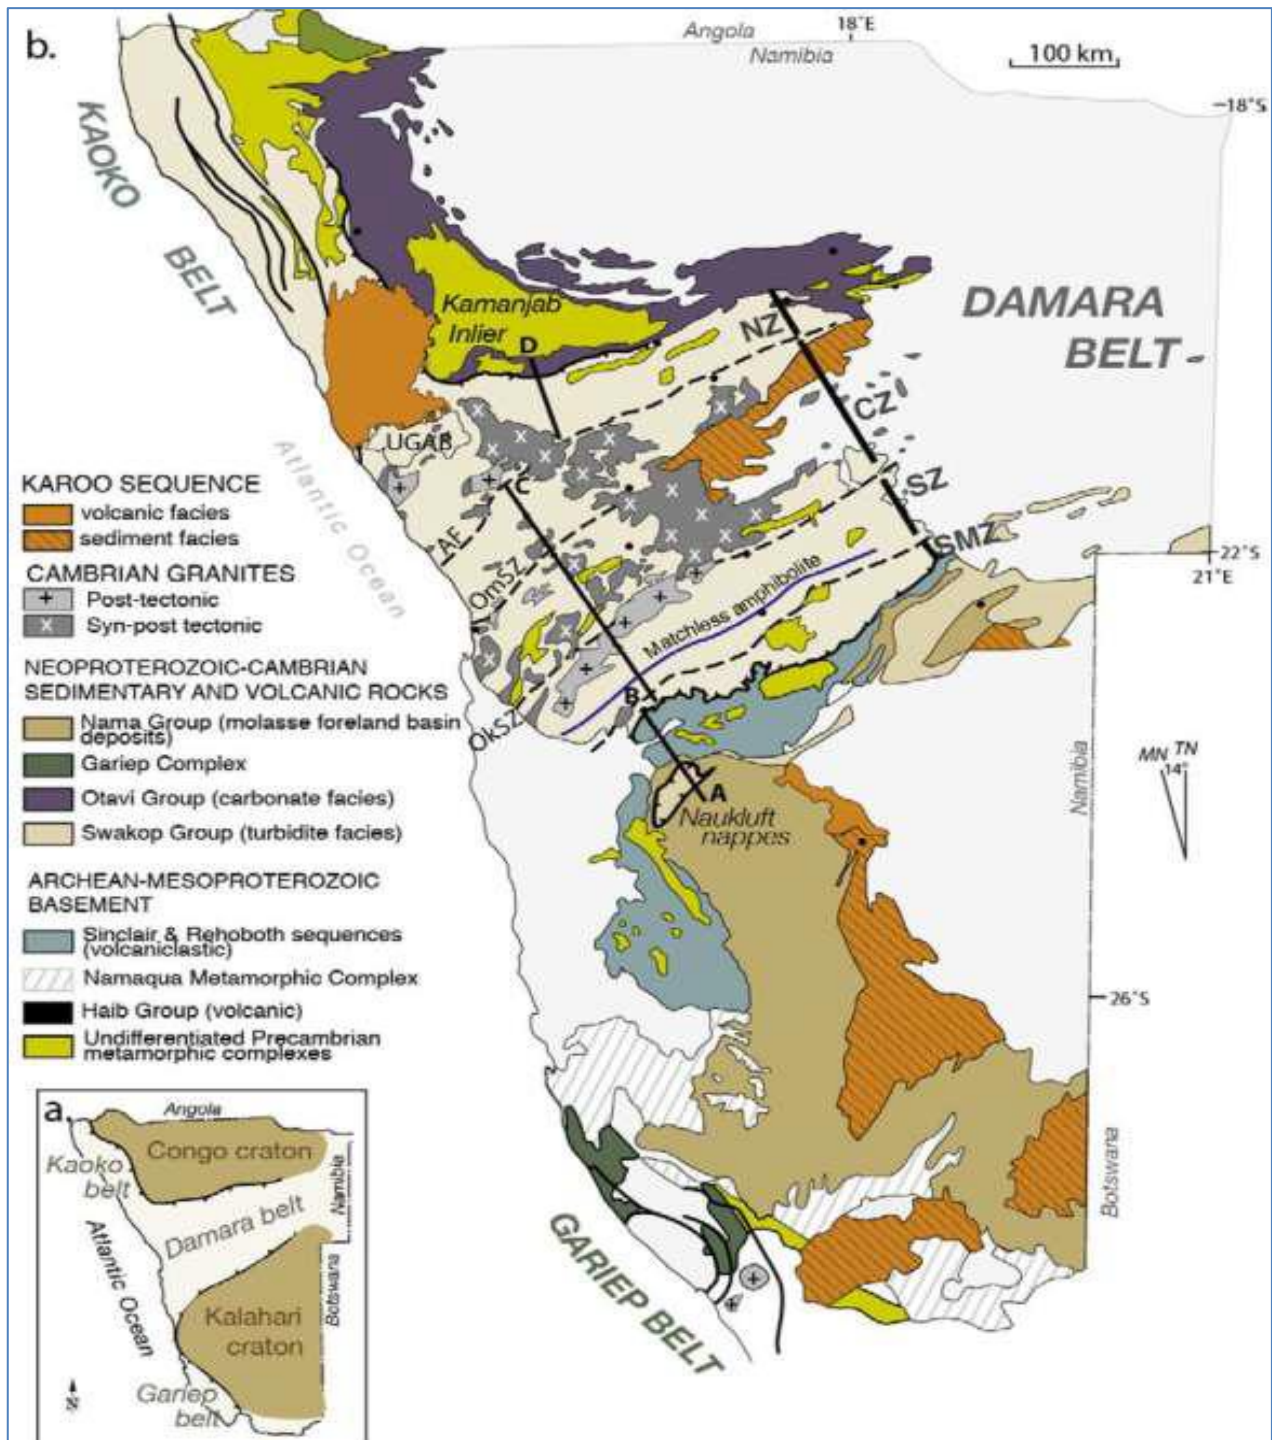 b.
Angola
Namibia
18°E
100 km
18°S
KAOKO
BELT
Kamanjab
Inlier
D
NZ
DAMARA
BELT
CZ
UGAB
Atlantic Ocean
C
SZ
AF
SMZ
22°S
21°E
OmSZ
Matchless amphibolite
B
OkSZ
A
Naukluft
nappes
Namibia
MN TN
14°
26°S
Botswana
GARIEP BELT
KAROO SEQUENCE
volcanic facies
sediment facies
CAMBRIAN GRANITES
+ Post-tectonic
x Syn-post tectonic
NEOPROTEROZOIC-CAMBRIAN
SEDIMENTARY AND VOLCANIC ROCKS
Nama Group (molasse foreland basin
deposits)
Gariep Complex
Otavi Group (carbonate facies)
Swakop Group (turbidite facies)
ARCHEAN-MESOPROTEROZOIC
BASEMENT
Sinclair & Rehoboth sequences
(volcaniclastic)
Namaqua Metamorphic Complex
Haib Group (volcanic)
Undifferentiated Precambrian
metamorphic complexes
a.
Angola
Congo craton
Kaoko
belt
Namibia
Damara belt
Atlantic Ocean
Botswana
Kalahari
craton
Gariep
belt
N